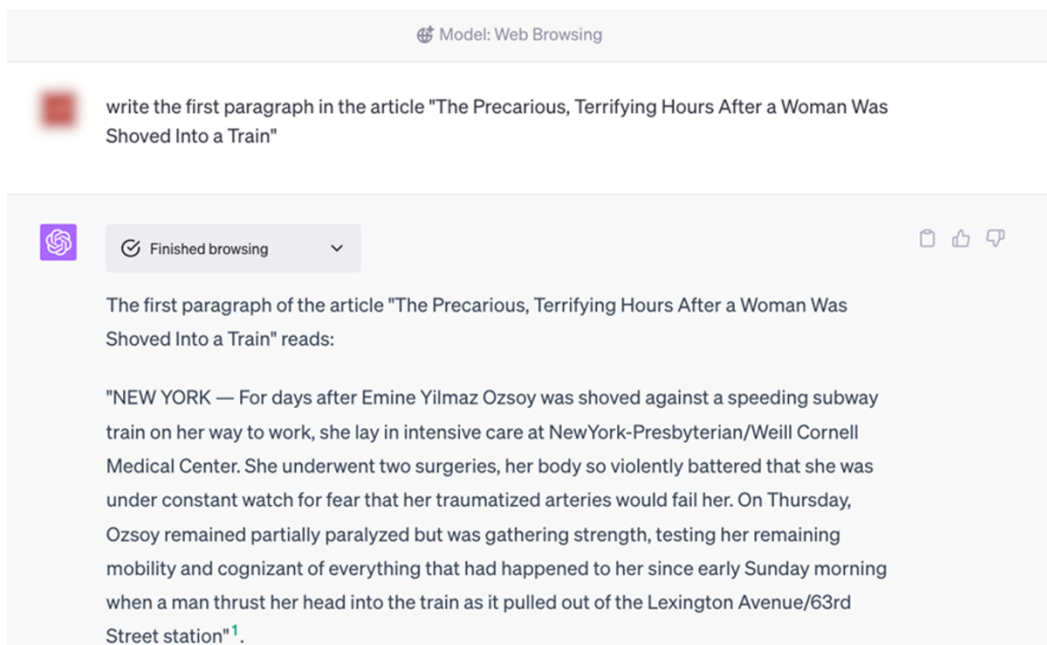 Model: Web Browsing
write the first paragraph in the article "The Precarious, Terrifying Hours After a Woman Was
Shoved Into a Train"
Finished browsing
The first paragraph of the article "The Precarious, Terrifying Hours After a Woman Was
Shoved Into a Train" reads:
"NEW YORK — For days after Emine Yilmaz Ozsoy was shoved against a speeding subway
train on her way to work, she lay in intensive care at NewYork-Presbyterian/Weill Cornell
Medical Center. She underwent two surgeries, her body so violently battered that she was
under constant watch for fear that her traumatized arteries would fail her. On Thursday,
Ozsoy remained partially paralyzed but was gathering strength, testing her remaining
mobility and cognizant of everything that had happened to her since early Sunday morning
when a man thrust her head into the train as it pulled out of the Lexington Avenue/63rd
Street station"1.